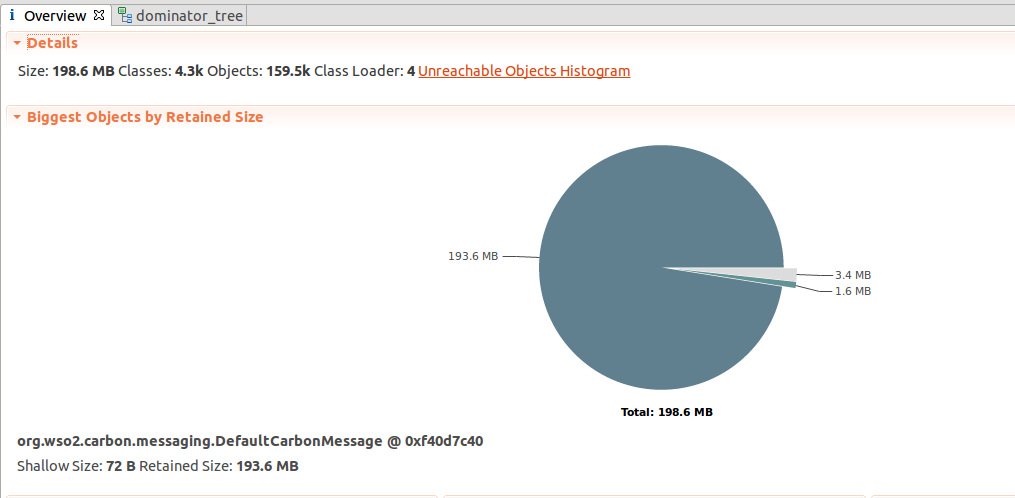 i Overview dominator_tree
Details
Size: 198.6 MB Classes: 4.3k Objects: 159.5k Class Loader: 4 Unreachable Objects Histogram
Biggest Objects by Retained Size
193.6 MB
3.4 MB
1.6 MB
Total: 198.6 MB
org.wso2.carbon.messaging.DefaultCarbonMessage @ 0xf40d7c40
Shallow Size: 72 B Retained Size: 193.6 MB